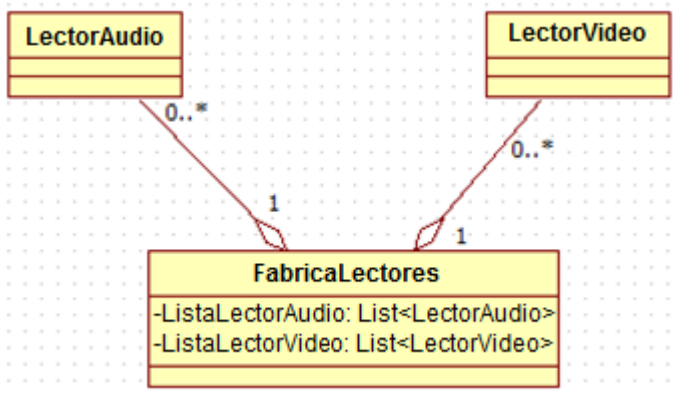 LectorAudio
LectorVideo
0..*
0..*
1
1
FabricaLectores
-ListaLectorAudio: List<LectorAudio>
-ListaLectorVideo: List<LectorVideo>